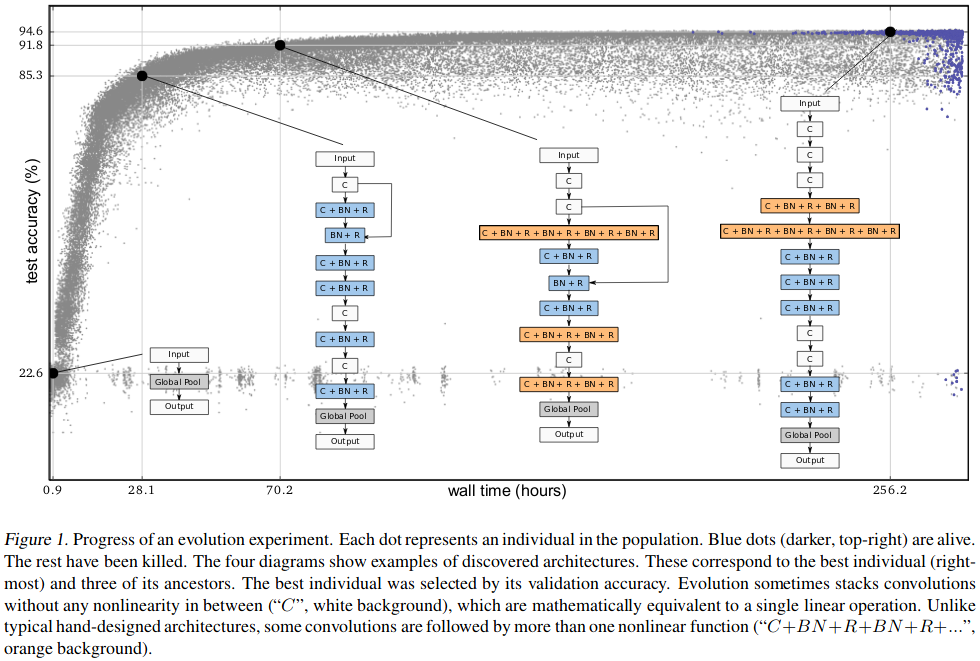 94.6
91.8
85.3
22.6
test accuracy (%)
0.9
28.1
70.2
256.2
wall time (hours)
Input
Global Pool
Output
Input
C
C + BN + R
BN + R
C + BN + R
C + BN + R
C
C + BN + R
C
C + BN + R
Global Pool
Output
Input
C
C
C + BN + R + BN + R + BN + R + BN + R
C + BN + R
BN + R
C + BN + R
C + BN + R + BN + R
C
C + BN + R + BN + R
Global Pool
Output
Input
C
C
C
C + BN + R + BN + R
C + BN + R + BN + R + BN + R + BN + R
C + BN + R
C + BN + R
C + BN + R
C
C
C + BN + R
C + BN + R
Global Pool
Output
Figure 1. Progress of an evolution experiment. Each dot represents an individual in the population. Blue dots (darker, top-right) are alive.
The rest have been killed. The four diagrams show examples of discovered architectures. These correspond to the best individual (right-
most) and three of its ancestors. The best individual was selected by its validation accuracy. Evolution sometimes stacks convolutions
without any nonlinearity in between (“C”, white background), which are mathematically equivalent to a single linear operation. Unlike
typical hand-designed architectures, some convolutions are followed by more than one nonlinear function (“C+BN+R+BN+R+...”,
orange background).